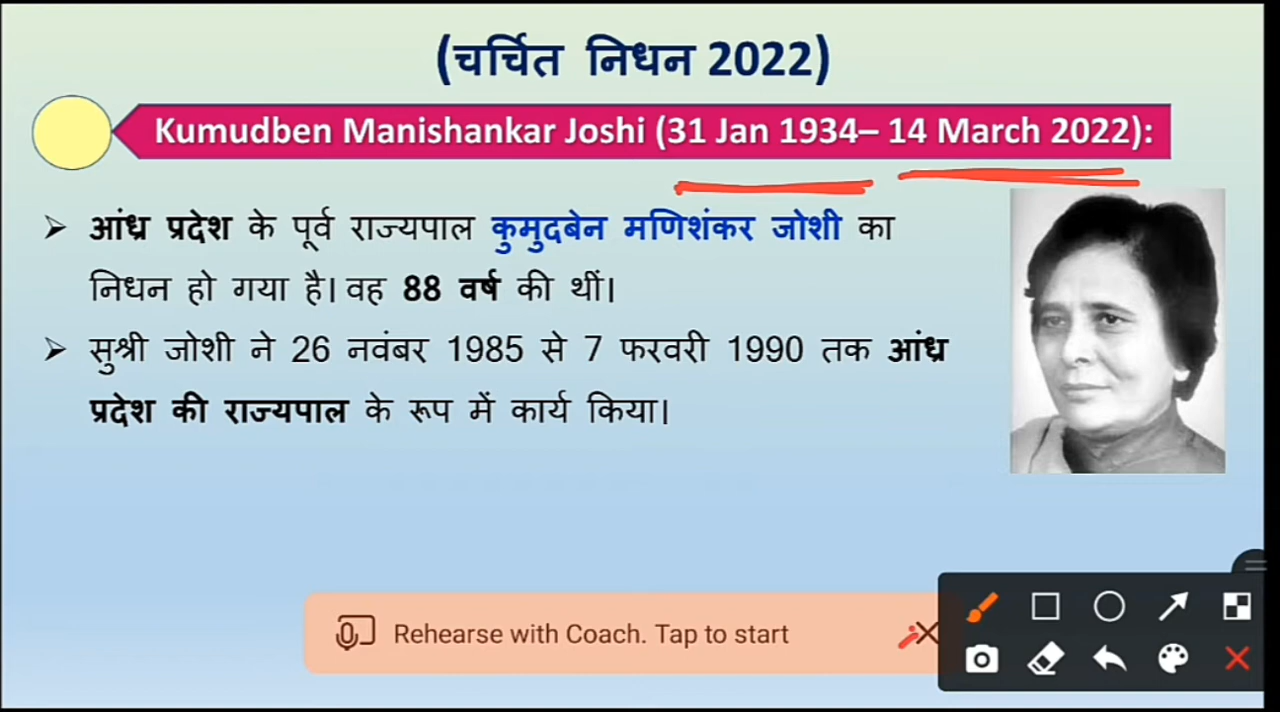 (चर्चित निधन 2022)
Kumudben Manishankar Joshi (31 Jan 1934– 14 March 2022):
➢ आंध्र प्रदेश के पूर्व राज्यपाल कुमुदबेन मणिशंकर जोशी का
निधन हो गया है। वह 88 वर्ष की थीं।
➢ सुश्री जोशी ने 26 नवंबर 1985 से 7 फरवरी 1990 तक आंध्र
प्रदेश की राज्यपाल के रूप में कार्य किया।
Rehearse with Coach. Tap to start